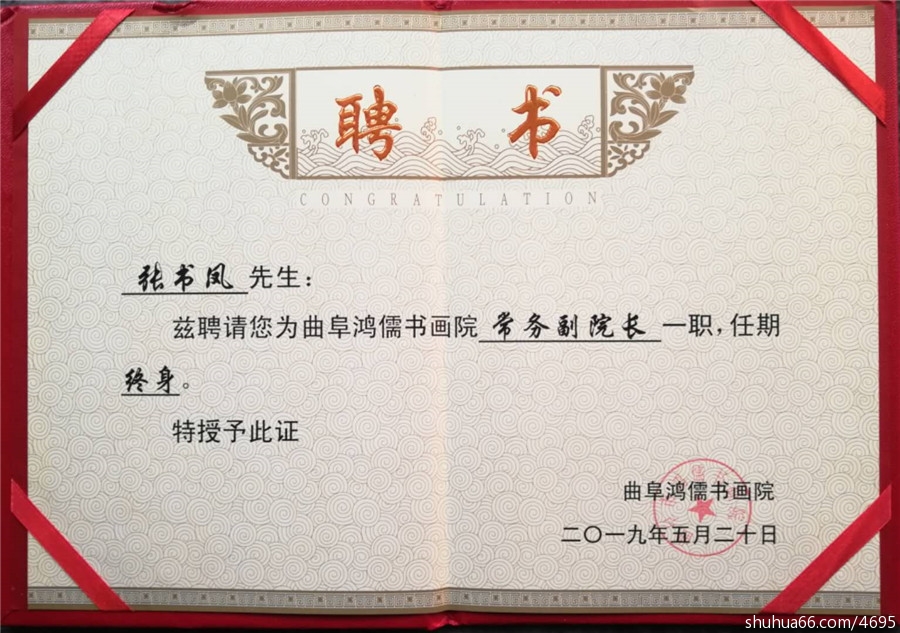 聘 书
CONGRATULATION
张书凤 先生：
兹聘请您为曲阜鸿儒书画院 常务副院长 一职，任期
终身。
特授予此证
曲阜鸿儒书画院
二〇一九年五月二十日
shuhua66.com/4695